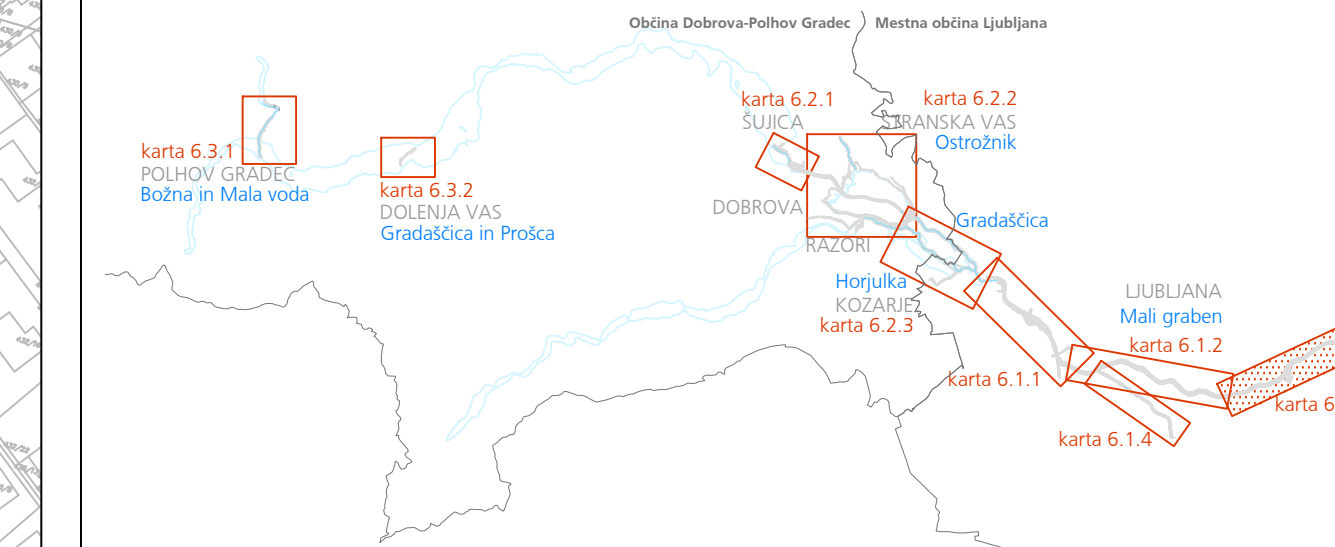 Občina Dobrova-Polhov Gradec
Mestna občina Ljubljana
karta 6.2.1
ŠUJICA
karta 6.2.2
STRANSKA VAS
Ostrožnik
karta 6.3.1
POLHOV GRADEC
Božna in Mala voda
karta 6.3.2
DOLENJA VAS
Gradaščica in Prošca
DOBROVA
RAZORI
Gradaščica
Horjulka
KOZARJE
karta 6.2.3
LJUBLJANA
Mali graben
karta 6.1.2
karta 6.1.1
karta 6
karta 6.1.4